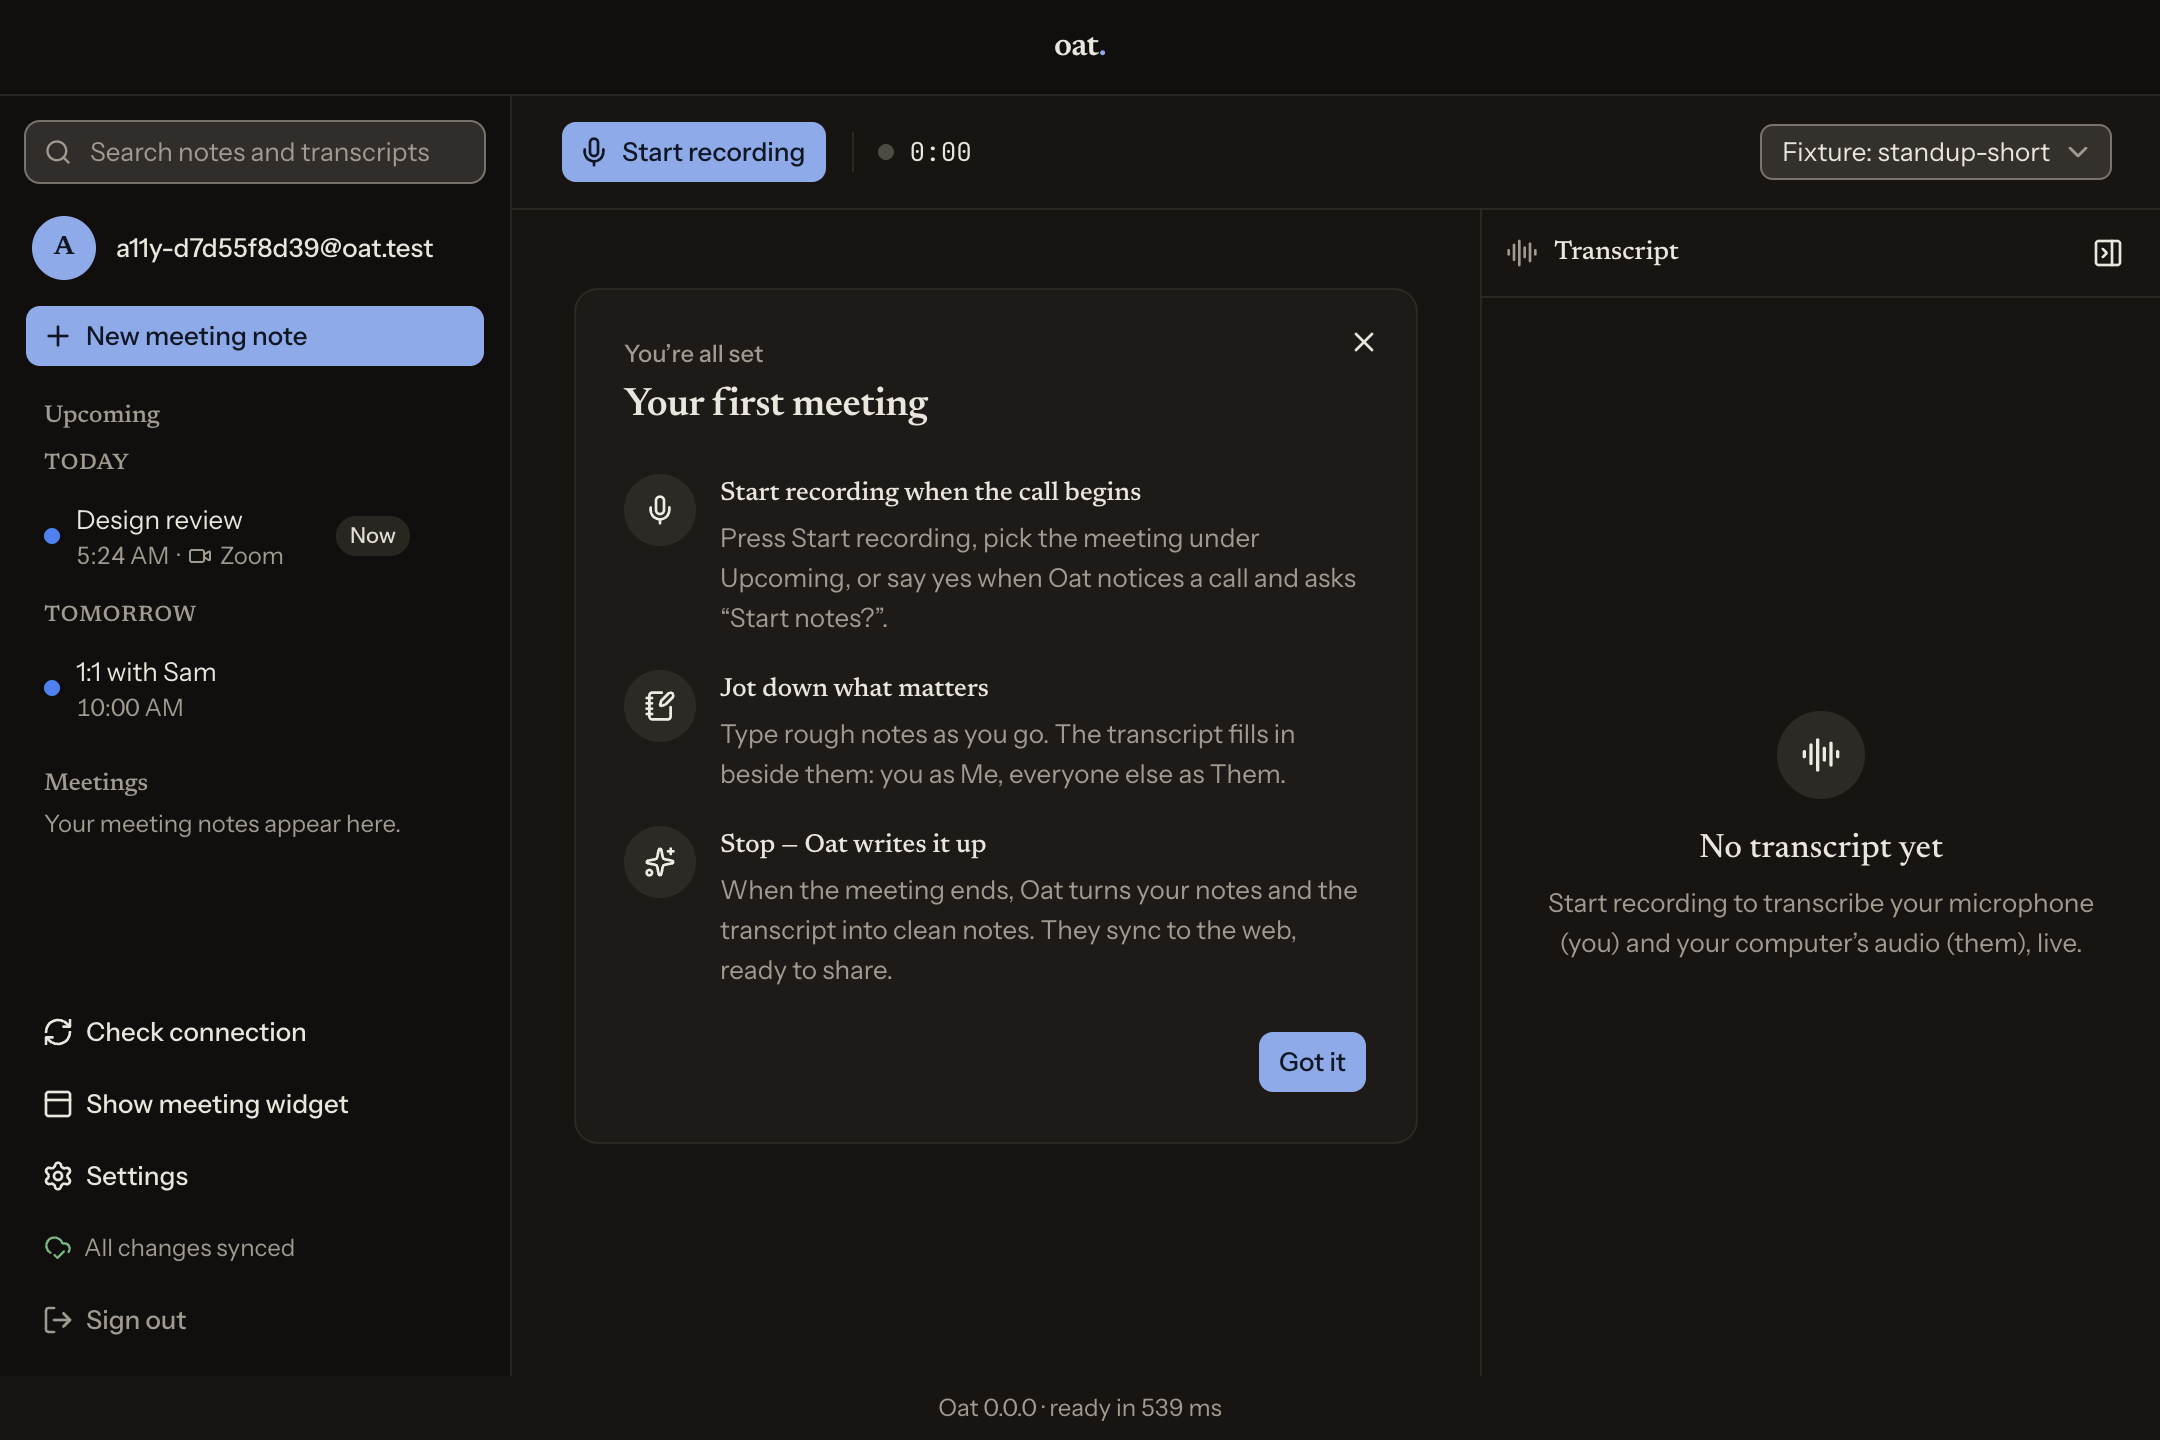 oat.
Search notes and transcripts
A
a11y-d7d55f8d39@oat.test
New meeting note
Upcoming
TODAY
Design review
5:24 AM · Zoom
Now
TOMORROW
1:1 with Sam
10:00 AM
Meetings
Your meeting notes appear here.
Check connection
Show meeting widget
Settings
All changes synced
Sign out
Start recording
0:00
Fixture: standup-short
You’re all set
Your first meeting
Start recording when the call begins
Press Start recording, pick the meeting under
Upcoming, or say yes when Oat notices a call and asks
“Start notes?”.
Jot down what matters
Type rough notes as you go. The transcript fills in
beside them: you as Me, everyone else as Them.
Stop – Oat writes it up
When the meeting ends, Oat turns your notes and the
transcript into clean notes. They sync to the web,
ready to share.
Got it
Transcript
No transcript yet
Start recording to transcribe your microphone
(you) and your computer’s audio (them), live.
Oat 0.0.0 · ready in 539 ms